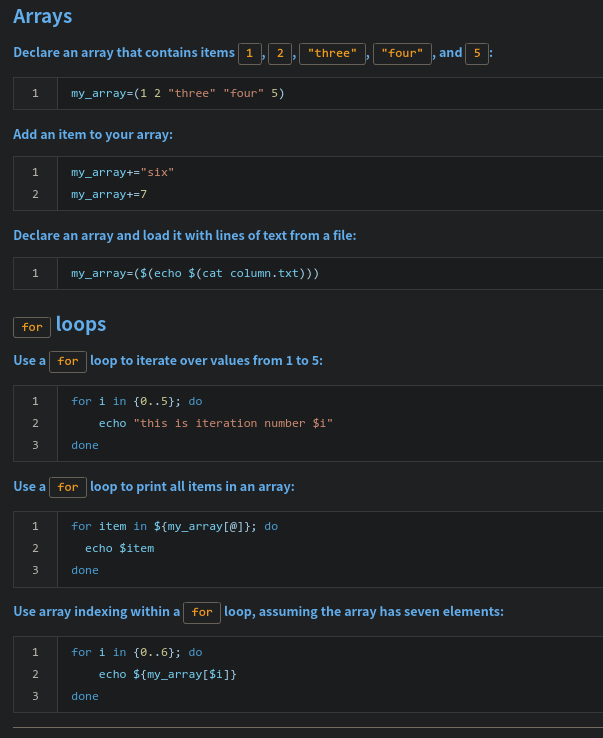 Arrays
Declare an array that contains items 1, 2, "three", "four", and 5:
1 my_array=(1 2 "three" "four" 5)
Add an item to your array:
1 my_array+="six"
2 my_array+=7
Declare an array and load it with lines of text from a file:
1 my_array=($(echo $(cat column.txt)))
for loops
Use a for loop to iterate over values from 1 to 5:
1 for i in {0..5}; do
2     echo "this is iteration number $i"
3 done
Use a for loop to print all items in an array:
1 for item in ${my_array[@]}; do
2   echo $item
3 done
Use array indexing within a for loop, assuming the array has seven elements:
1 for i in {0..6}; do
2     echo ${my_array[$i]}
3 done